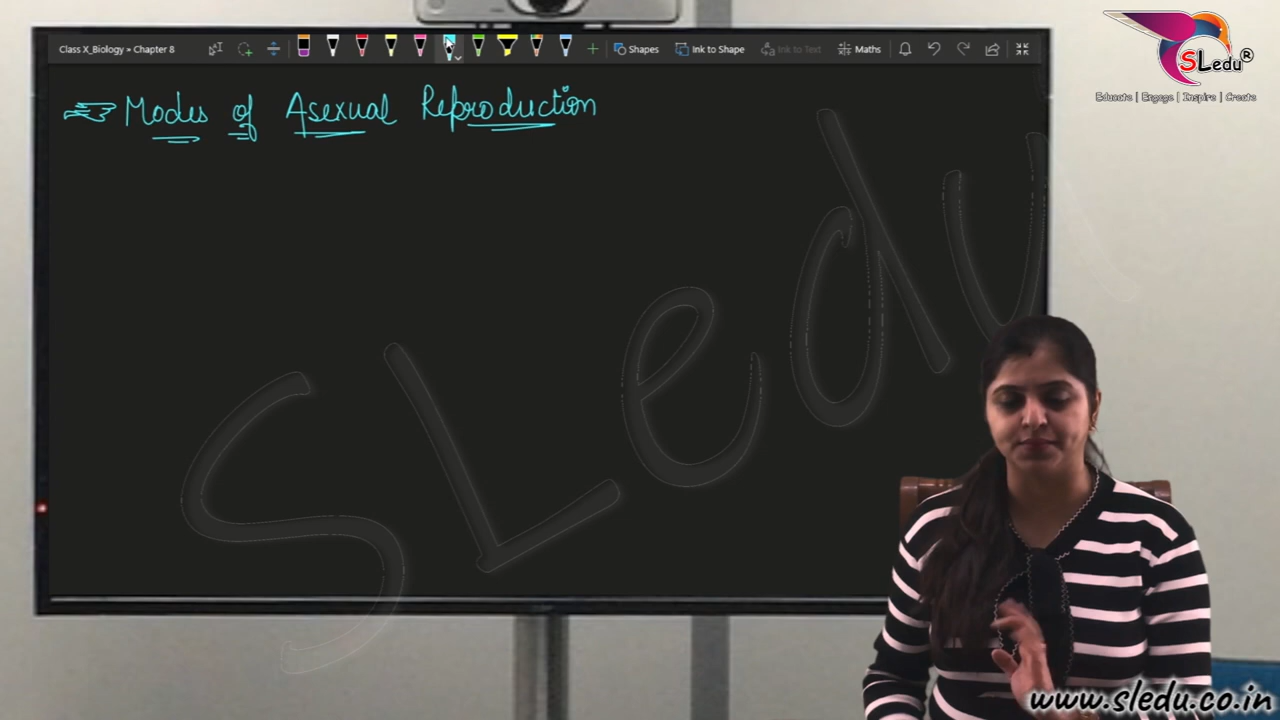 Class X_Biology » Chapter 8
Shapes
Ink to Shape
Ink to Text
Maths
Modes of Asexual Reproduction
SLedu
SLedu®
Educate | Engage | Inspire | Create
www.sledu.co.in